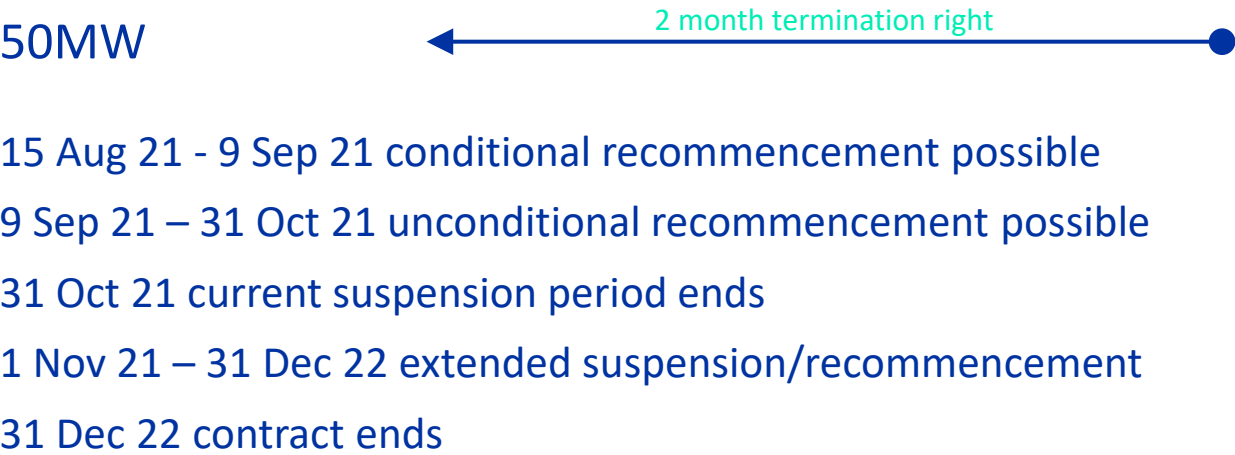 50MW
2 month termination right
15 Aug 21 - 9 Sep 21 conditional recommencement possible
9 Sep 21 – 31 Oct 21 unconditional recommencement possible
31 Oct 21 current suspension period ends
1 Nov 21 – 31 Dec 22 extended suspension/recommencement
31 Dec 22 contract ends